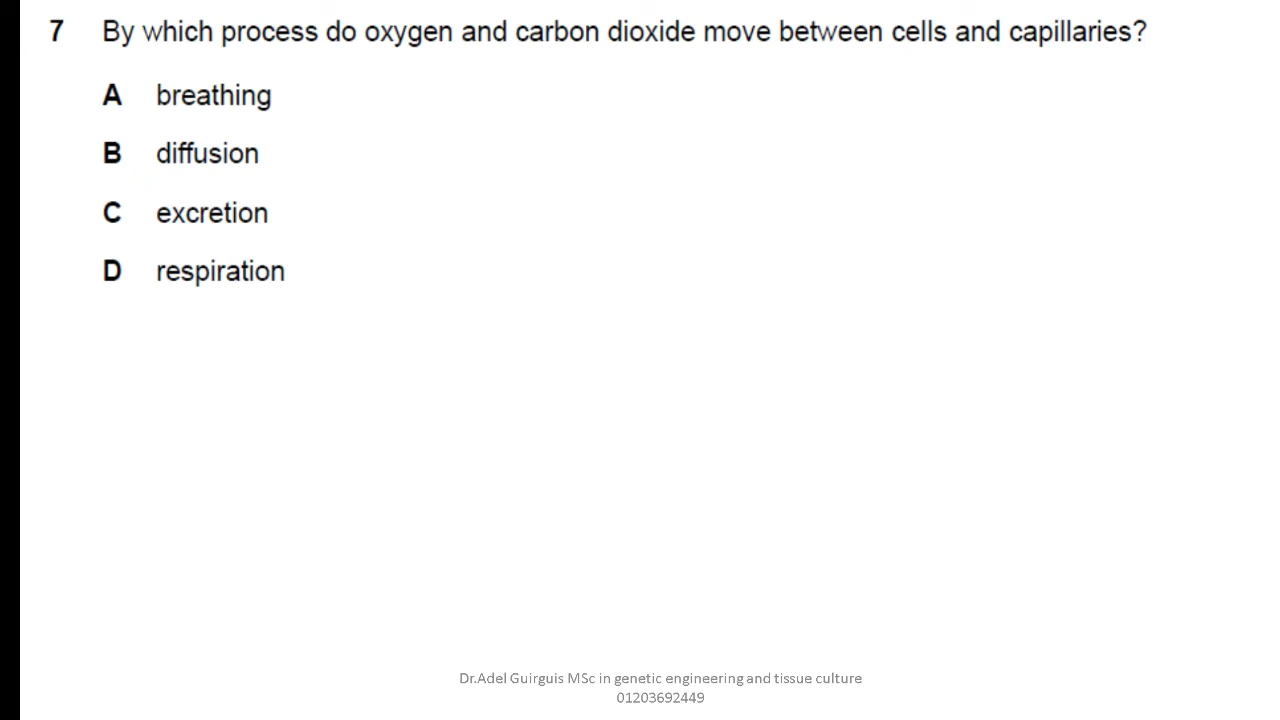 7 By which process do oxygen and carbon dioxide move between cells and capillaries?
A breathing
B diffusion
C excretion
D respiration
Dr.Adel Guirguis MSc in genetic engineering and tissue culture
01203692449